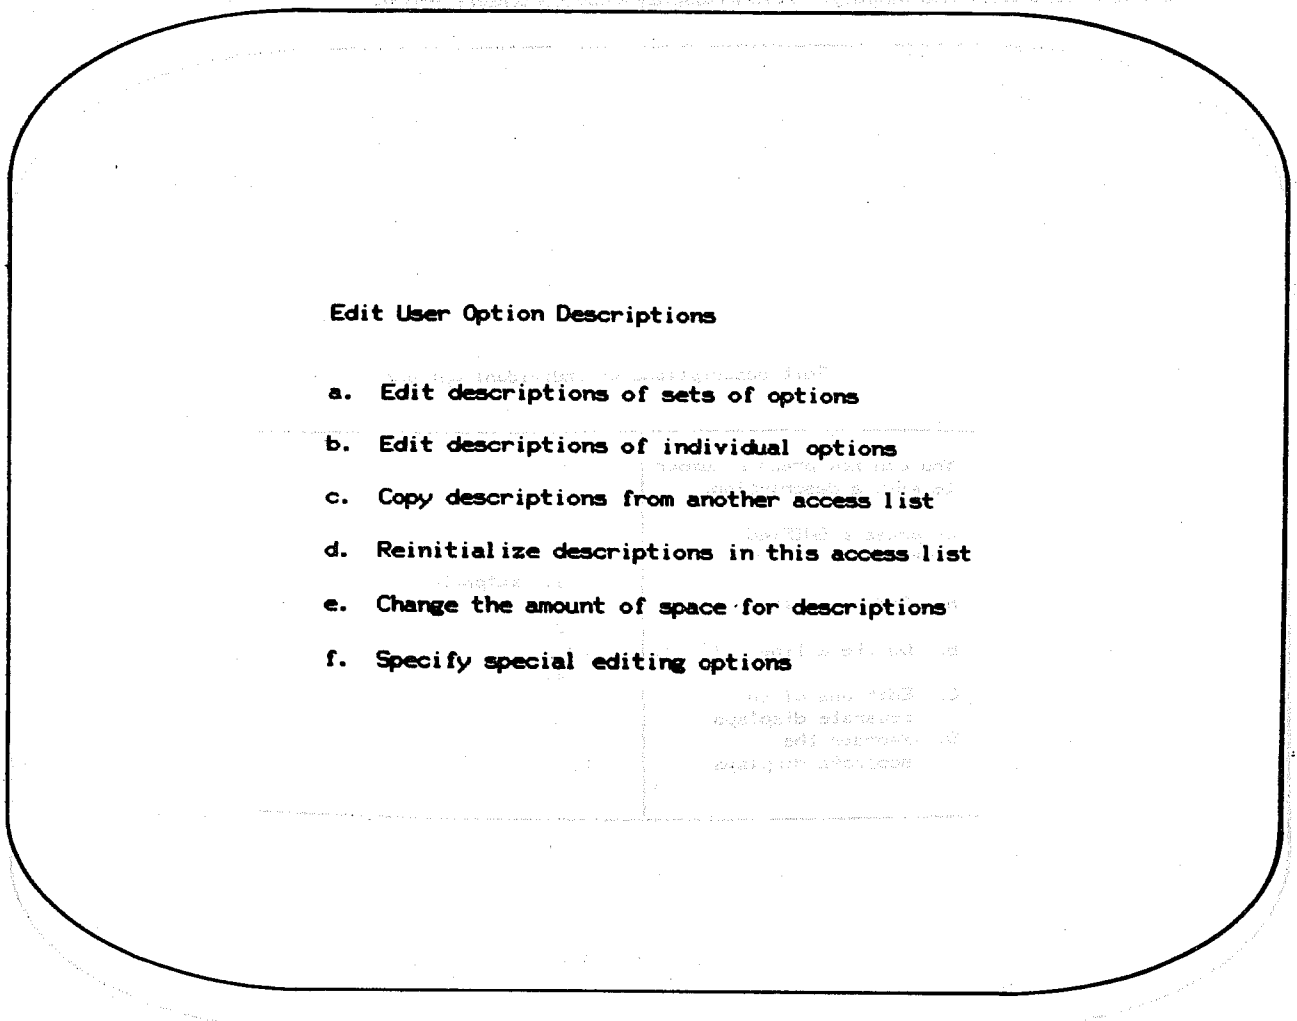 Edit User Option Descriptions
a. Edit descriptions of sets of options
b. Edit descriptions of individual options
c. Copy descriptions from another access list
d. Reinitialize descriptions in this access list
e. Change the amount of space for descriptions
f. Specify special editing options